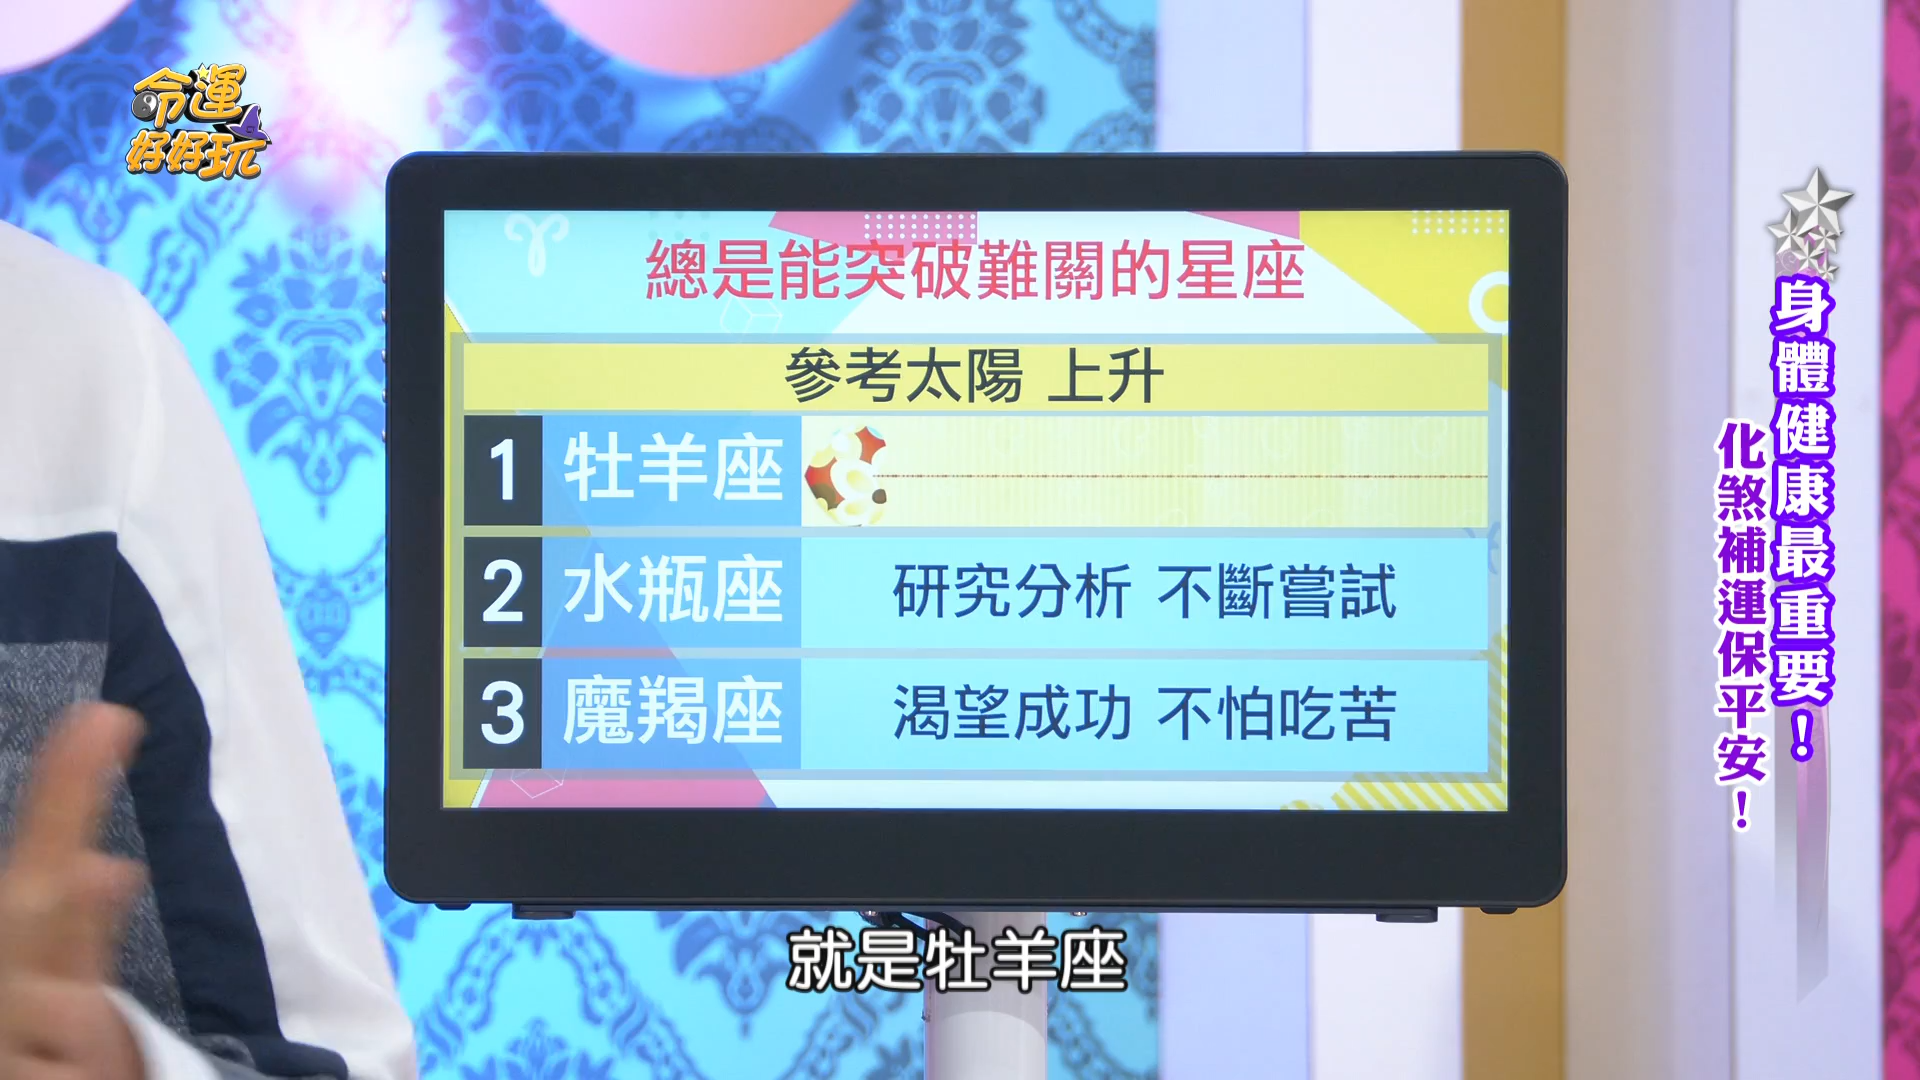 命運
好好玩
總是能突破難關的星座
參考太陽 上升
1 牡羊座
2 水瓶座 研究分析 不斷嘗試
3 魔羯座 渴望成功 不怕吃苦
身體健康最重要！
化煞補運保平安！
就是牡羊座